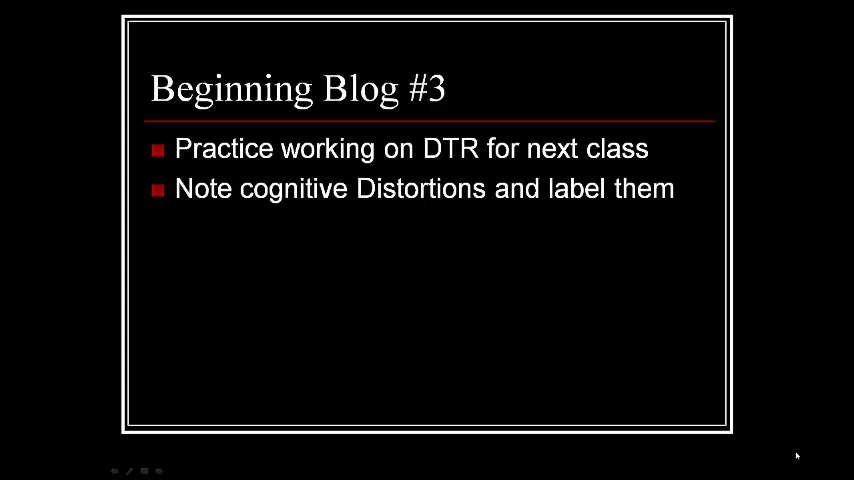 Beginning Blog #3
Practice working on DTR for next class
Note cognitive Distortions and label them